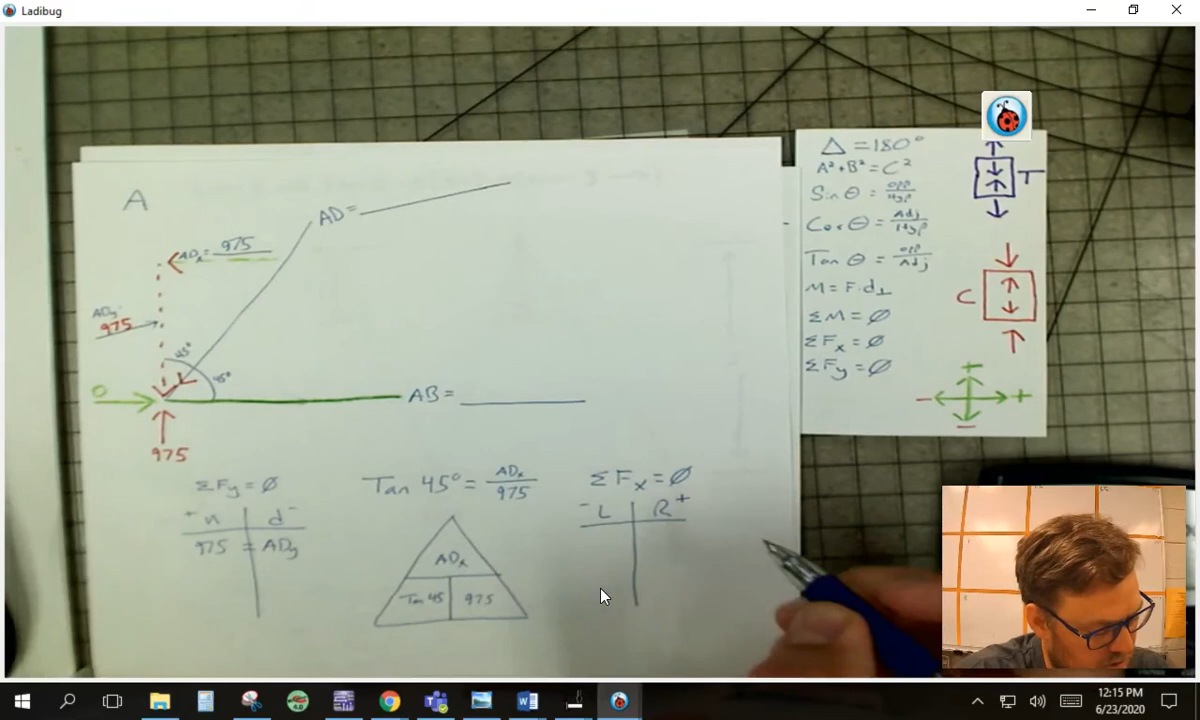 Ladibug
A
AD=
ADx= 975
ADy
975
45°
45°
0
AB=
975
ΣFy = ∅
+ u d -
975 = ADy
Tan 45° = ADx/975
ADx
Tan 45 975
ΣFx = ∅
- L R +
△ = 180°
A² + B² = C²
Sin θ = opp/Hyp
Cos θ = Adj/Hyp
Tan θ = opp/Adj
M = F·d⊥
ΣM = ∅
ΣFx = ∅
ΣFy = ∅
T
C
+
- +
-
4.0
12:15 PM
6/23/2020